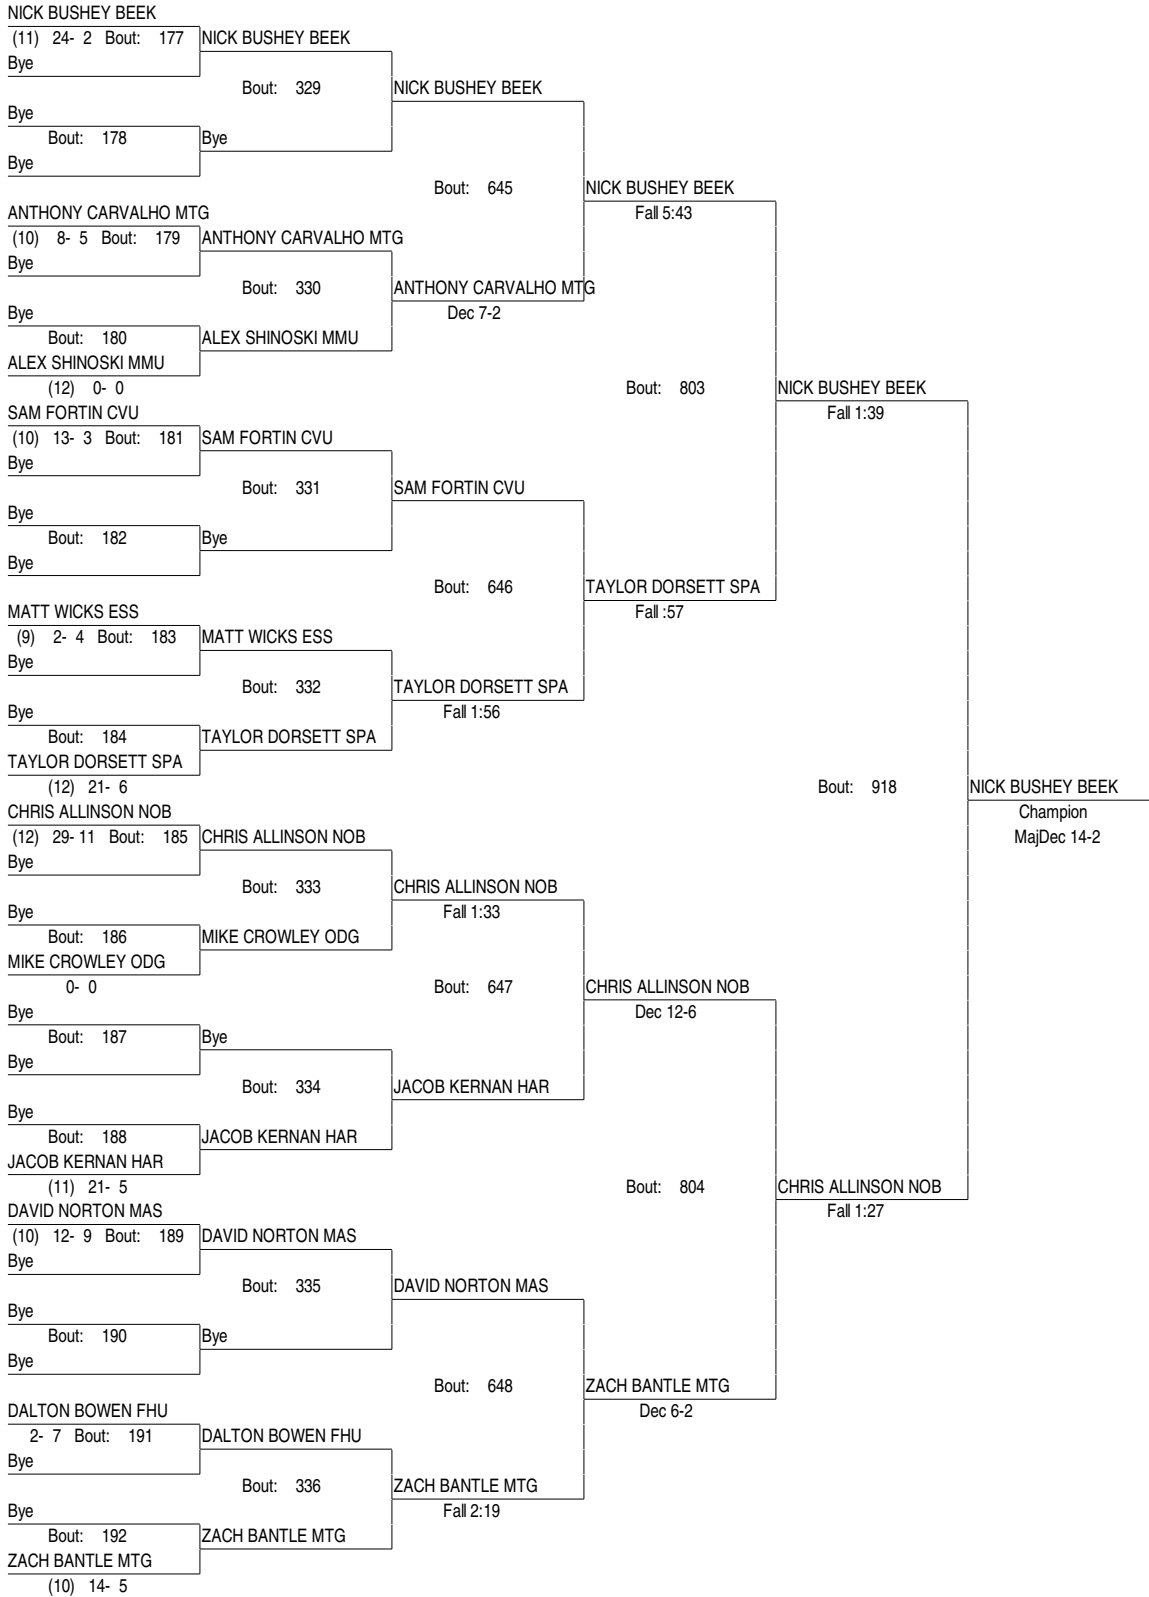 NICK BUSHEY BEEK
(11) 24- 2 Bout: 177 NICK BUSHEY BEEK
Bye
Bout: 329 NICK BUSHEY BEEK
Bye
Bout: 178 Bye
Bye
Bout: 645 NICK BUSHEY BEEK
ANTHONY CARVALHO MTG Fall 5:43
(10) 8- 5 Bout: 179 ANTHONY CARVALHO MTG
Bye
Bout: 330 ANTHONY CARVALHO MTG
Bye Dec 7-2
Bout: 180 ALEX SHINOSKI MMU
ALEX SHINOSKI MMU
(12) 0- 0 Bout: 803 NICK BUSHEY BEEK
SAM FORTIN CVU Fall 1:39
(10) 13- 3 Bout: 181 SAM FORTIN CVU
Bye
Bout: 331 SAM FORTIN CVU
Bye
Bout: 182 Bye
Bye
Bout: 646 TAYLOR DORSETT SPA
MATT WICKS ESS Fall :57
(9) 2- 4 Bout: 183 MATT WICKS ESS
Bye
Bout: 332 TAYLOR DORSETT SPA
Bye Fall 1:56
Bout: 184 TAYLOR DORSETT SPA
TAYLOR DORSETT SPA
(12) 21- 6 Bout: 918 NICK BUSHEY BEEK
CHRIS ALLINSON NOB Champion
(12) 29- 11 Bout: 185 CHRIS ALLINSON NOB MajDec 14-2
Bye
Bout: 333 CHRIS ALLINSON NOB
Bye Fall 1:33
Bout: 186 MIKE CROWLEY ODG
MIKE CROWLEY ODG
0- 0 Bout: 647 CHRIS ALLINSON NOB
Bye Dec 12-6
Bout: 187 Bye
Bye
Bout: 334 JACOB KERNAN HAR
Bye
Bout: 188 JACOB KERNAN HAR
JACOB KERNAN HAR
(11) 21- 5 Bout: 804 CHRIS ALLINSON NOB
DAVID NORTON MAS Fall 1:27
(10) 12- 9 Bout: 189 DAVID NORTON MAS
Bye
Bout: 335 DAVID NORTON MAS
Bye
Bout: 190 Bye
Bye
Bout: 648 ZACH BANTLE MTG
DALTON BOWEN FHU Dec 6-2
2- 7 Bout: 191 DALTON BOWEN FHU
Bye
Bout: 336 ZACH BANTLE MTG
Bye Fall 2:19
Bout: 192 ZACH BANTLE MTG
ZACH BANTLE MTG
(10) 14- 5